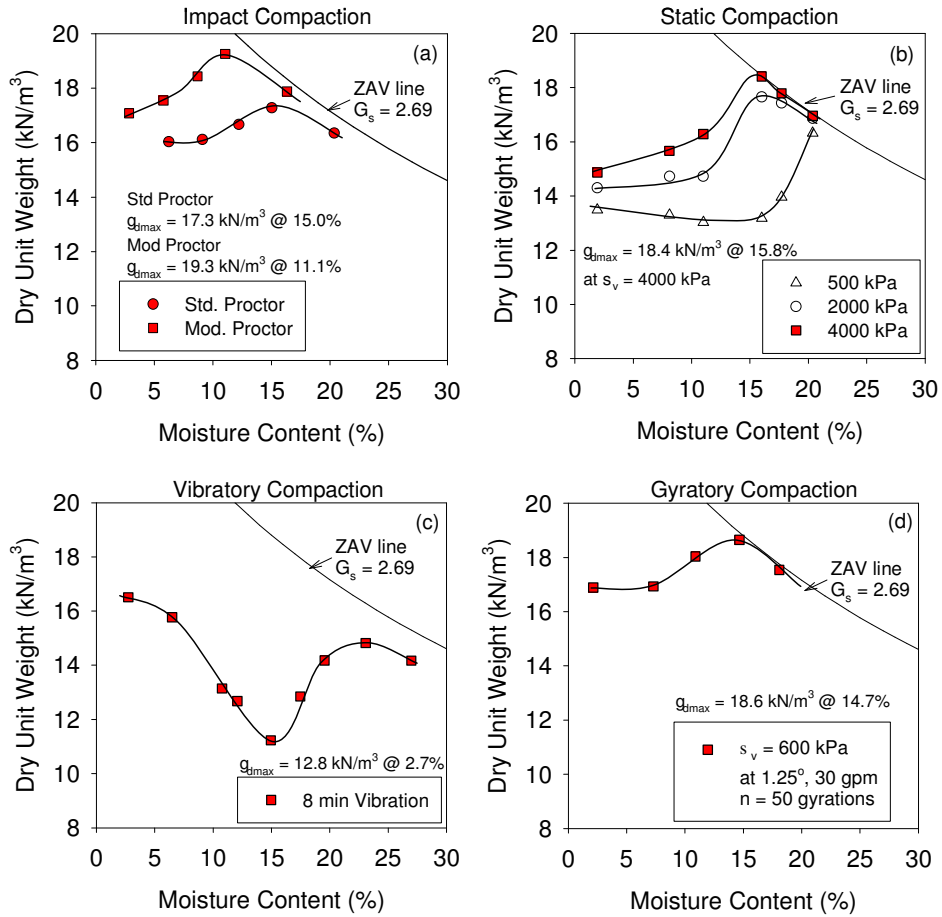 Impact Compaction
(a)
20
18
16
14
12
10
8
Dry Unit Weight (kN/m³)
ZAV line
Gₛ = 2.69
Std Proctor
g_dmax = 17.3 kN/m³ @ 15.0%
Mod Proctor
g_dmax = 19.3 kN/m³ @ 11.1%
Std. Proctor
Mod. Proctor
0 5 10 15 20 25 30
Moisture Content (%)
Static Compaction
(b)
20
18
16
14
12
10
8
Dry Unit Weight (kN/m³)
ZAV line
Gₛ = 2.69
g_dmax = 18.4 kN/m³ @ 15.8%
at s_v = 4000 kPa
500 kPa
2000 kPa
4000 kPa
0 5 10 15 20 25 30
Moisture Content (%)
Vibratory Compaction
(c)
20
18
16
14
12
10
8
Dry Unit Weight (kN/m³)
ZAV line
Gₛ = 2.69
g_dmax = 12.8 kN/m³ @ 2.7%
8 min Vibration
0 5 10 15 20 25 30
Moisture Content (%)
Gyratory Compaction
(d)
20
18
16
14
12
10
8
Dry Unit Weight (kN/m³)
ZAV line
Gₛ = 2.69
g_dmax = 18.6 kN/m³ @ 14.7%
s_v = 600 kPa
at 1.25°, 30 gpm
n = 50 gyrations
0 5 10 15 20 25 30
Moisture Content (%)